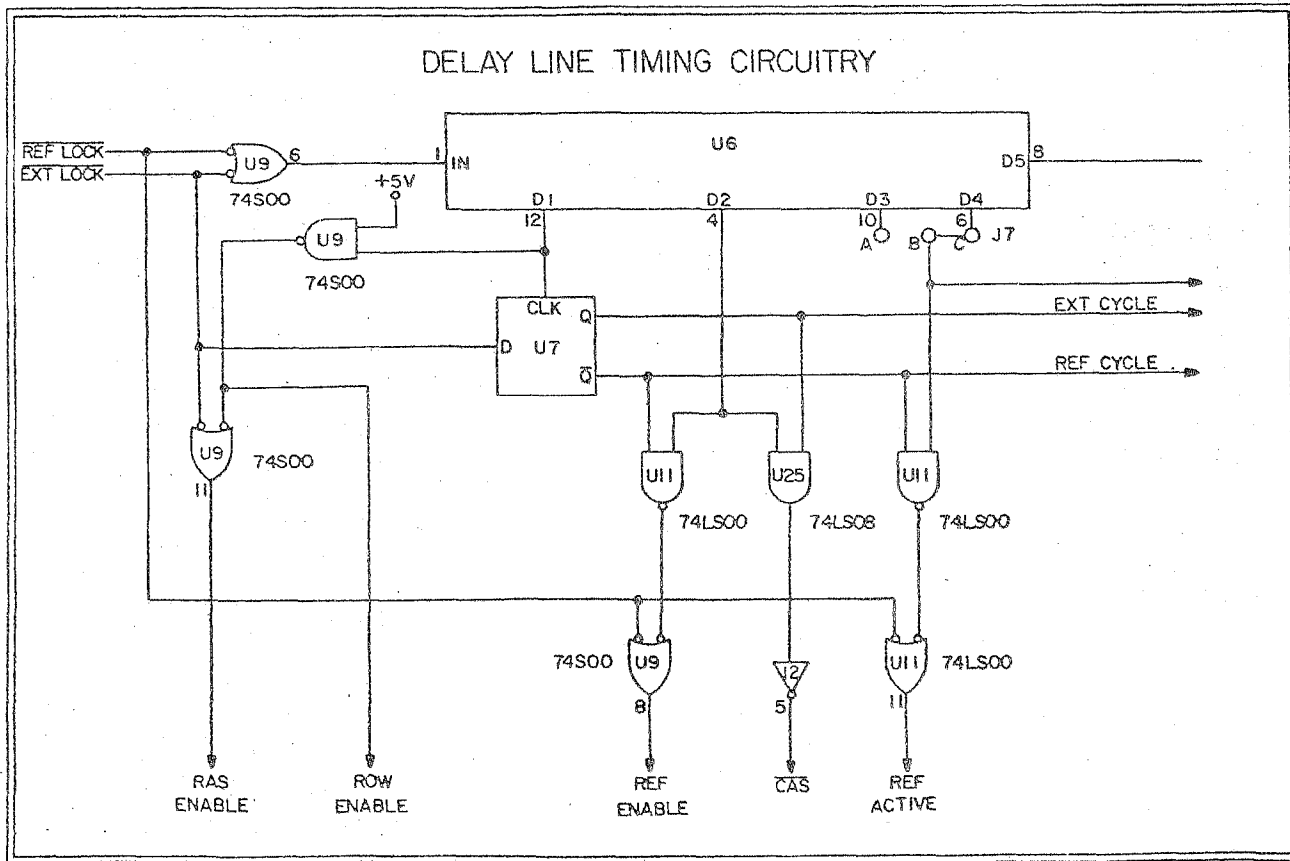 DELAY LINE TIMING CIRCUITRY
REF LOCK
EXT LOCK
U9
6
74S00
+5V
1
IN
U6
D5
8
D1
12
D2
4
D3
10
D4
6
A
B
C
J7
U9
74S00
CLK
Q
D
U7
Q
EXT CYCLE
REF CYCLE
U9
74S00
11
U11
74LS00
U25
74LS08
U11
74LS00
74S00
U9
8
12
5
U11
74LS00
11
RAS
ENABLE
ROW
ENABLE
REF
ENABLE
CAS
REF
ACTIVE